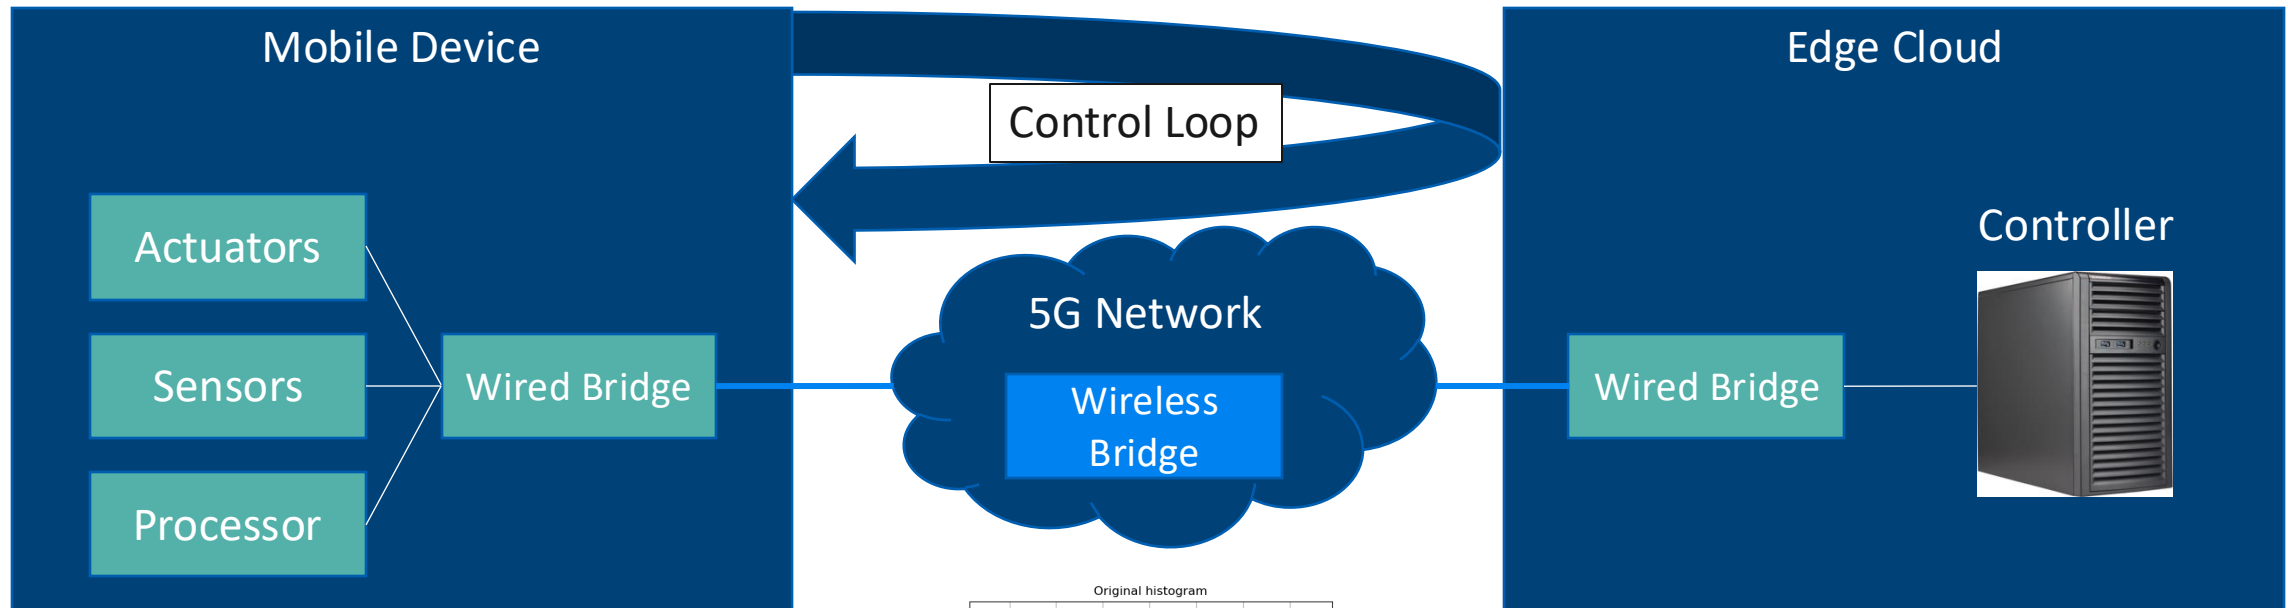 Mobile Device
Edge Cloud
Control Loop
Controller
Actuators
5G Network
Sensors
Wired Bridge
Wireless
Bridge
Wired Bridge
Processor
Original histogram